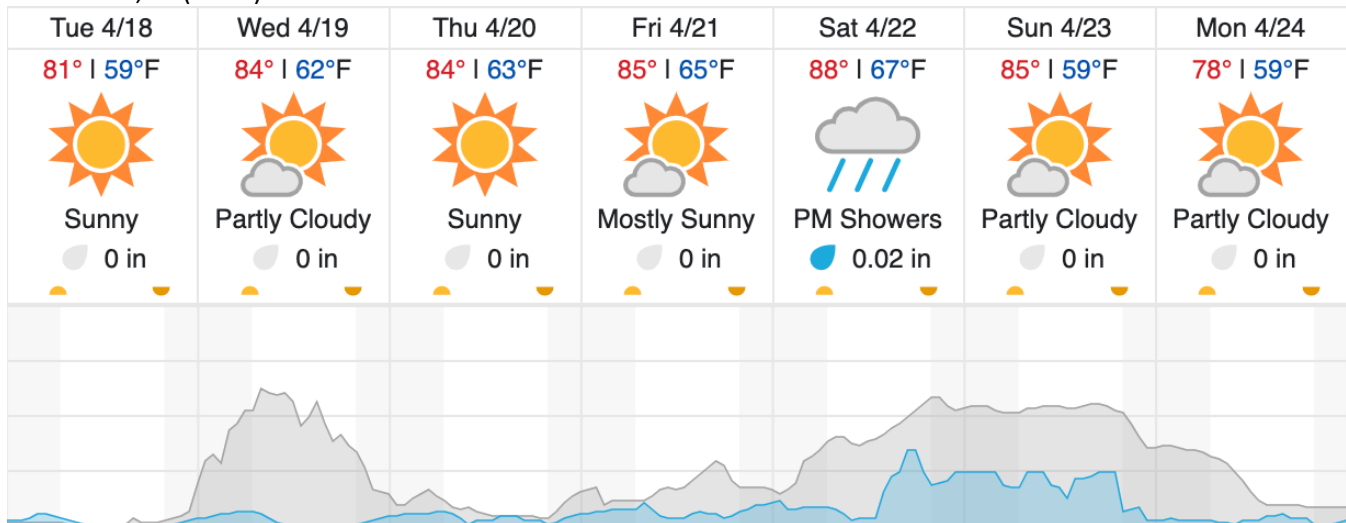 Tue 4/18 Wed 4/19 Thu 4/20 Fri 4/21 Sat 4/22 Sun 4/23 Mon 4/24
81° | 59°F 84° | 62°F 84° | 63°F 85° | 65°F 88° | 67°F 85° | 59°F 78° | 59°F
Sunny Partly Cloudy Sunny Mostly Sunny PM Showers Partly Cloudy Partly Cloudy
0 in 0 in 0 in 0 in 0.02 in 0 in 0 in